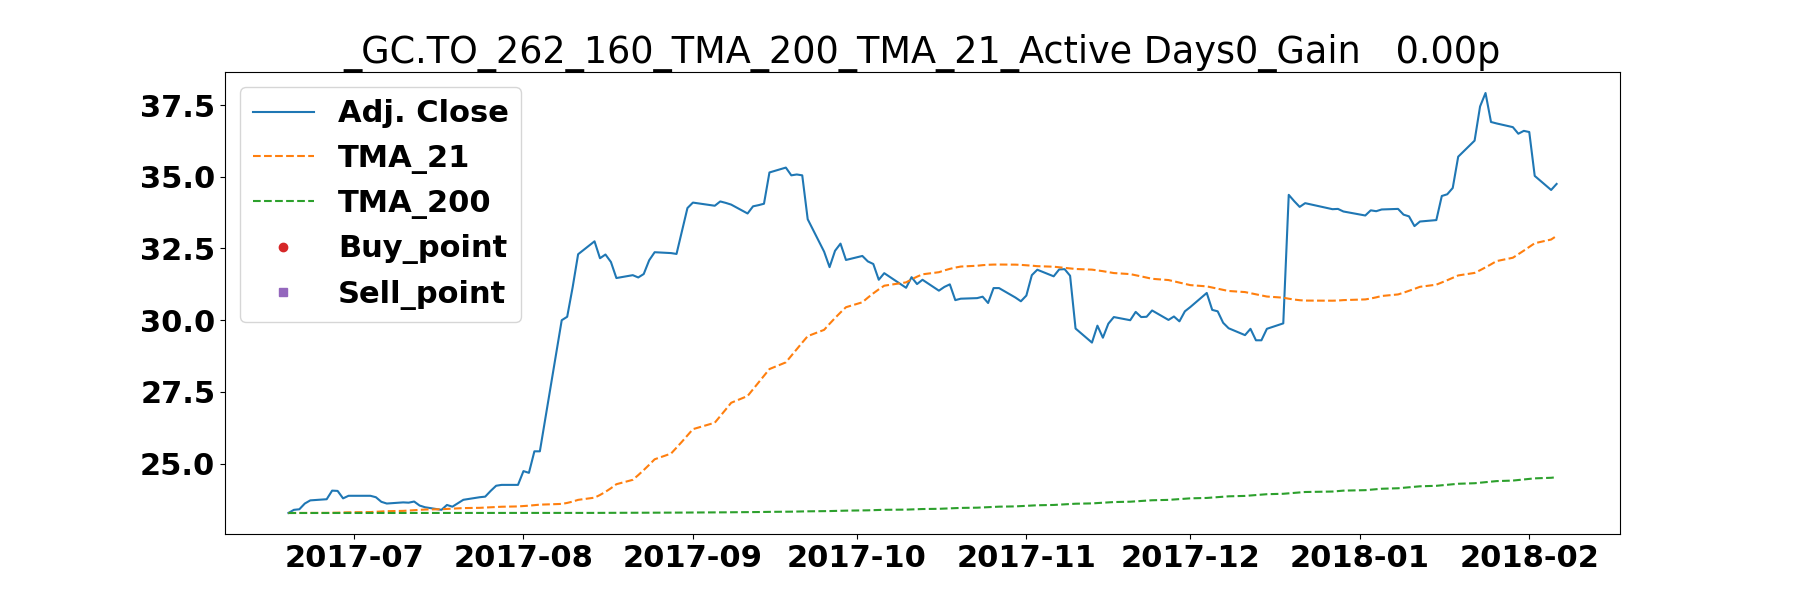 _GC.TO_262_160_TMA_200_TMA_21_Active Days0_Gain   0.00p
37.5
35.0
32.5
30.0
27.5
25.0
Adj. Close
TMA_21
TMA_200
Buy_point
Sell_point
2017-07 2017-08 2017-09 2017-10 2017-11 2017-12 2018-01 2018-02